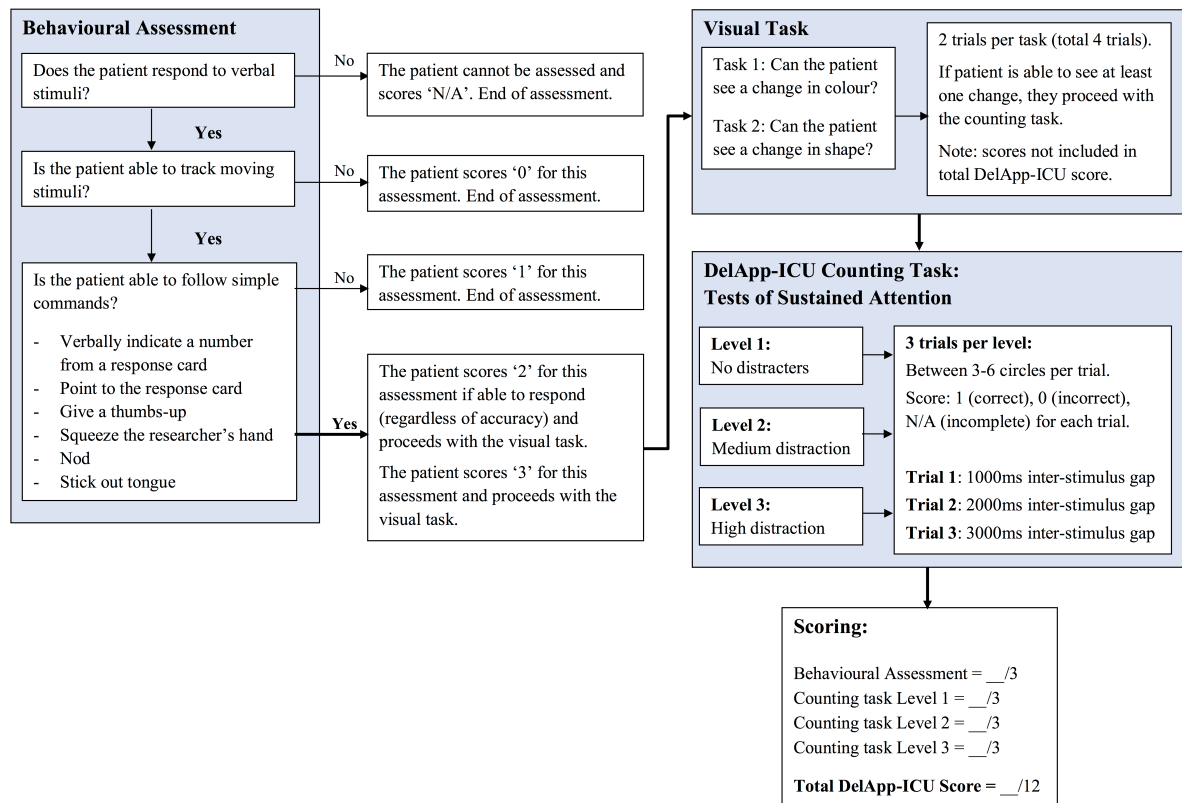 Behavioural Assessment
Does the patient respond to verbal
stimuli?
No
The patient cannot be assessed and
scores ‘N/A’. End of assessment.
Yes
Is the patient able to track moving
stimuli?
No
The patient scores ‘0’ for this
assessment. End of assessment.
Yes
Is the patient able to follow simple
commands?
- Verbally indicate a number
from a response card
- Point to the response card
- Give a thumbs-up
- Squeeze the researcher’s hand
- Nod
- Stick out tongue
No
The patient scores ‘1’ for this
assessment. End of assessment.
Yes
The patient scores ‘2’ for this
assessment if able to respond
(regardless of accuracy) and
proceeds with the visual task.
The patient scores ‘3’ for this
assessment and proceeds with the
visual task.
Visual Task
Task 1: Can the patient
see a change in colour?
Task 2: Can the patient
see a change in shape?
2 trials per task (total 4 trials).
If patient is able to see at least
one change, they proceed with
the counting task.
Note: scores not included in
total DelApp-ICU score.
DelApp-ICU Counting Task:
Tests of Sustained Attention
Level 1:
No distracters
Level 2:
Medium distraction
Level 3:
High distraction
3 trials per level:
Between 3-6 circles per trial.
Score: 1 (correct), 0 (incorrect),
N/A (incomplete) for each trial.
Trial 1: 1000ms inter-stimulus gap
Trial 2: 2000ms inter-stimulus gap
Trial 3: 3000ms inter-stimulus gap
Scoring:
Behavioural Assessment = __/3
Counting task Level 1 = __/3
Counting task Level 2 = __/3
Counting task Level 3 = __/3
Total DelApp-ICU Score = __/12